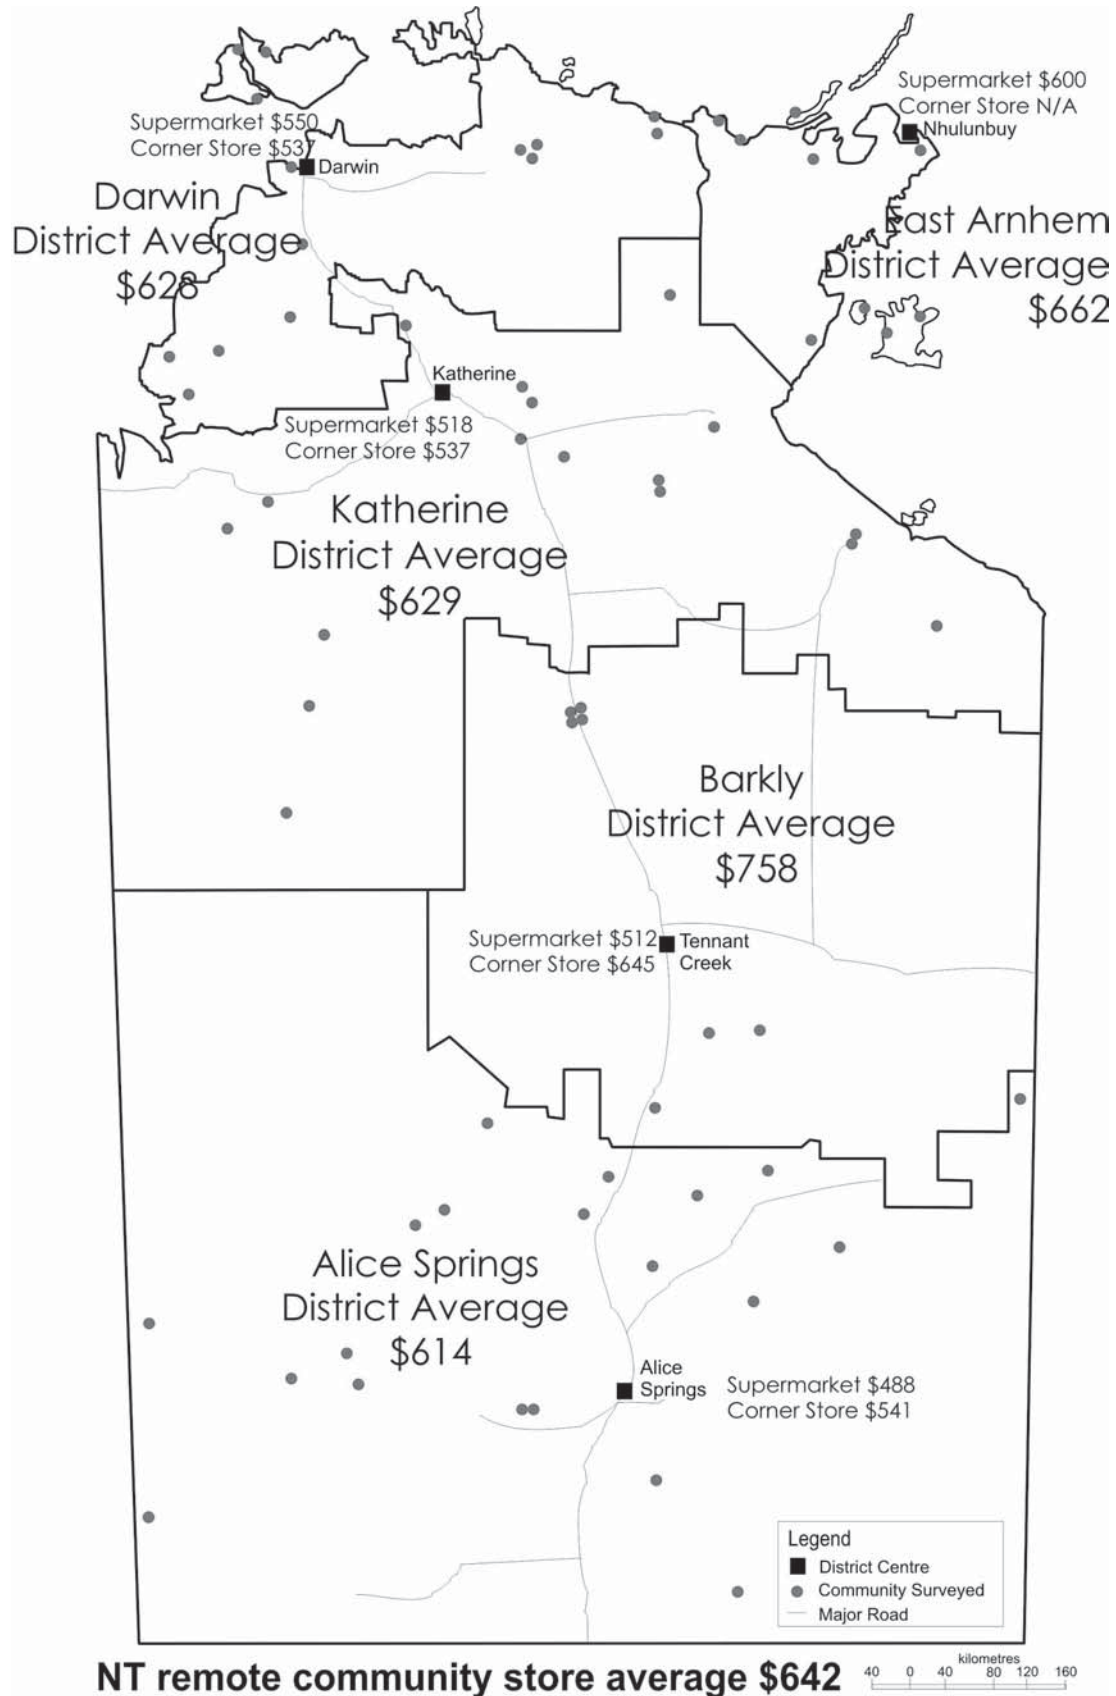 Supermarket $600
Corner Store N/A
Nhulunbuy
Supermarket $550
Corner Store $537
Darwin
Darwin
District Average
$628
East Arnhem
District Average
$662
Katherine
Supermarket $518
Corner Store $537
Katherine
District Average
$629
Barkly
District Average
$758
Supermarket $512
Corner Store $645
Tennant
Creek
Alice Springs
District Average
$614
Alice
Springs
Supermarket $488
Corner Store $541
Legend
District Centre
Community Surveyed
Major Road
NT remote community store average $642
kilometres
40 0 40 80 120 160